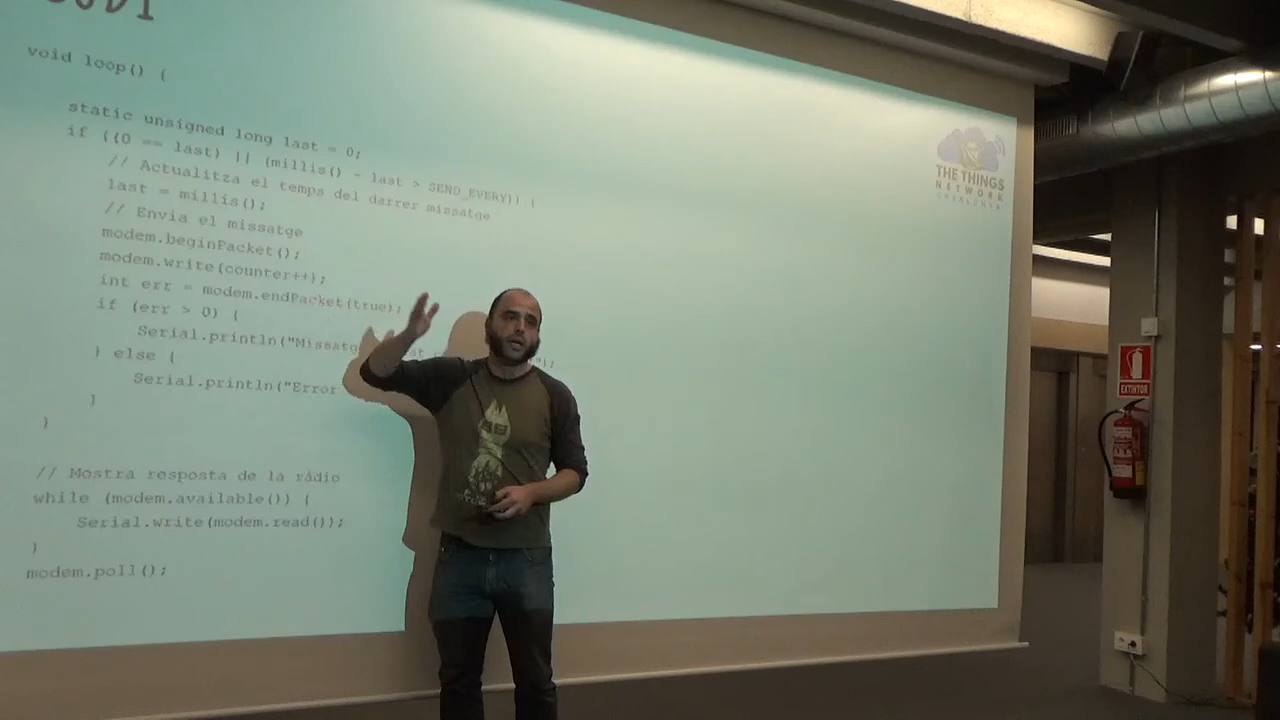 void loop() {
static unsigned long last = 0;
if ((0 == last) || (millis() - last > SEND_EVERY)) {
// Actualitza el temps del darrer missatge
last = millis();
// Envia el missatge
modem.beginPacket();
modem.write(counter++);
int err = modem.endPacket(true);
if (err > 0) {
Serial.println("Missatg
");
} else {
Serial.println("Error
}
}
// Mostra resposta de la ràdio
while (modem.available()) {
Serial.write(modem.read());
}
modem.poll();
THE THINGS
NETWORK
CATALUNYA
EXTINTOR